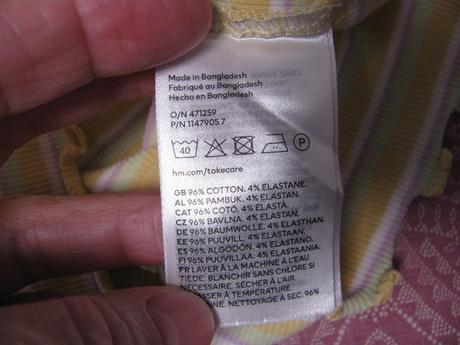 Made in Bangladesh
Fabriqué au Bangladesh
Hecho en Bangladesh
O/N 471259
P/N 1147905 7
40 P
hm.com/takecare
GB 96% COTTON, 4% ELASTANE.
AL 96% PAMBUK, 4% ELASTAN.
CAT 96% COTÓ, 4% ELASTÀ.
CZ 96% BAVLNA, 4% ELASTAN.
DE 96% BAUMWOLLE, 4% ELASTHAN.
EE 96% PUUVILL, 4% ELASTAAN.
ES 96% ALGODÓN, 4% ELASTANO.
FI 96% PUUVILLAA, 4% ELASTAANIA.
FR LAVER À LA MACHINE À L'EAU
TIÈDE, BLANCHIR SANS CHLORE SI
NÉCESSAIRE, SÉCHER À L'AIR,
REPASSER À TEMPÉRATURE
NETTOYAGE À SEC. 96%